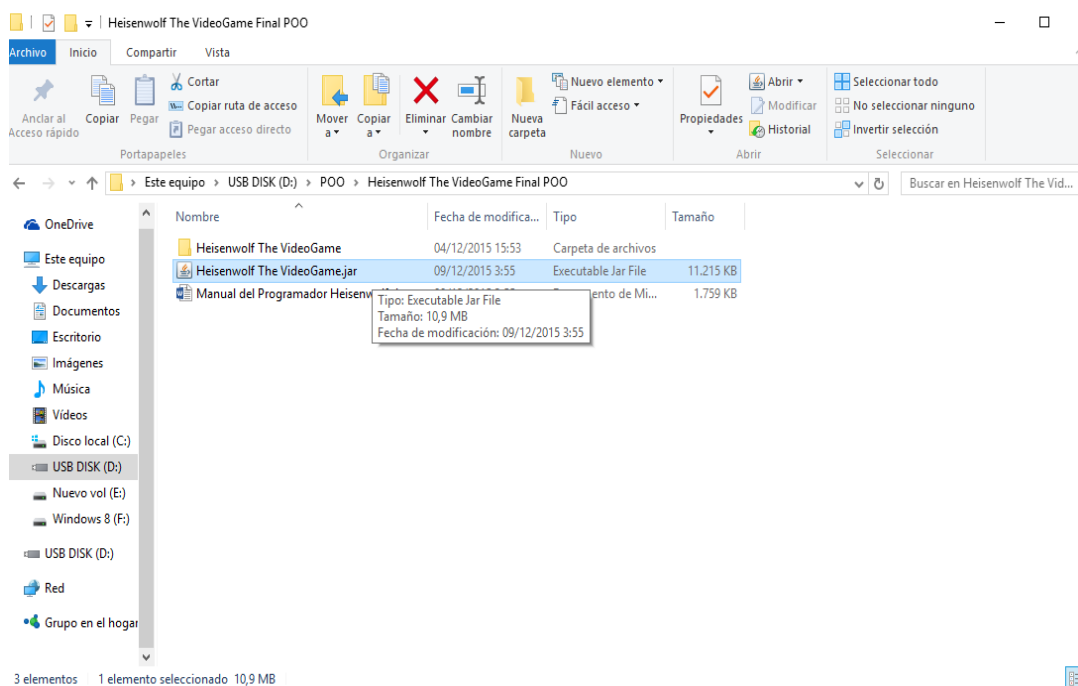 Heisenwolf The VideoGame Final POO
Archivo Inicio Compartir Vista
Anclar al Acceso rápido
Copiar
Pegar
Cortar
Copiar ruta de acceso
Pegar acceso directo
Portapapeles
Mover a
Copiar a
Eliminar
Cambiar nombre
Organizar
Nueva carpeta
Nuevo elemento
Fácil acceso
Nuevo
Propiedades
Abrir
Modificar
Historial
Abrir
Seleccionar todo
No seleccionar ninguno
Invertir selección
Seleccionar
Este equipo > USB DISK (D:) > POO > Heisenwolf The VideoGame Final POO
Buscar en Heisenwolf The Vid...
OneDrive
Este equipo
Descargas
Documentos
Escritorio
Imágenes
Música
Vídeos
Disco local (C:)
USB DISK (D:)
Nuevo vol (E:)
Windows 8 (F:)
USB DISK (D:)
Red
Grupo en el hogar
Nombre Fecha de modifica... Tipo Tamaño
Heisenwolf The VideoGame 04/12/2015 15:53 Carpeta de archivos
Heisenwolf The VideoGame.jar 09/12/2015 3:55 Executable Jar File 11.215 KB
Manual del Programador 1.759 KB
Tipo: Executable Jar File
Tamaño: 10,9 MB
Fecha de modificación: 09/12/2015 3:55
3 elementos 1 elemento seleccionado 10,9 MB